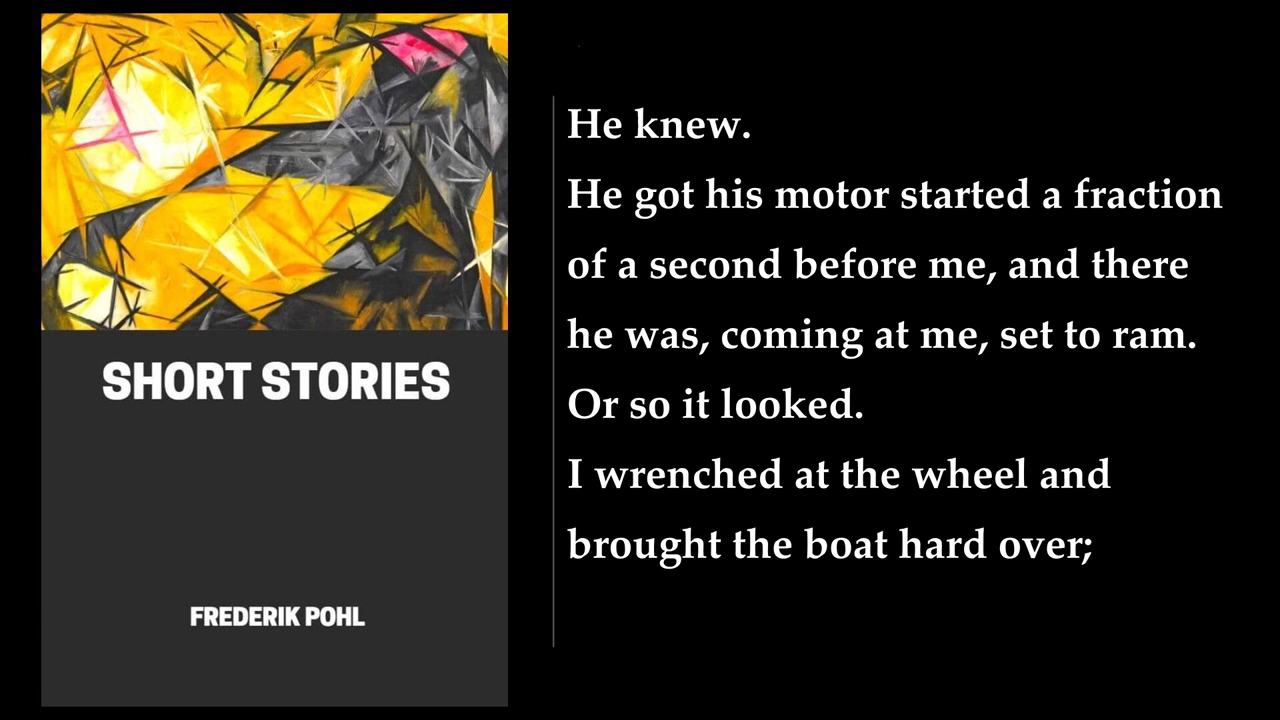 SHORT STORIES
FREDERIK POHL
He knew.
He got his motor started a fraction
of a second before me, and there
he was, coming at me, set to ram.
Or so it looked.
I wrenched at the wheel and
brought the boat hard over;